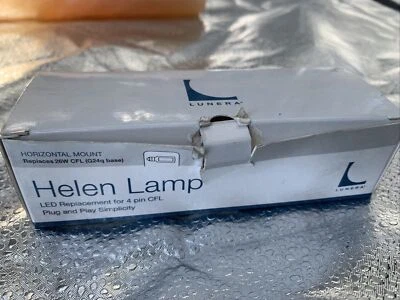 LUNERA
HORIZONTAL MOUNT
Replaces 26W CFL (G24q base)
Helen Lamp
LED Replacement for 4 pin CFL
Plug and Play Simplicity
LUNERA